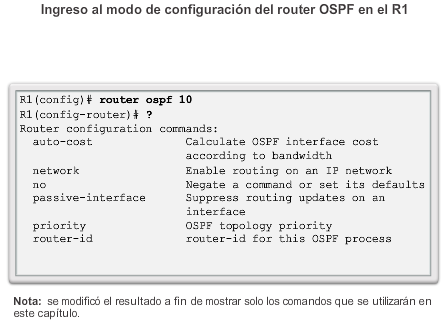 Ingreso al modo de configuración del router OSPF en el R1
R1(config)# router ospf 10
R1(config-router)# ?
Router configuration commands:
auto-cost Calculate OSPF interface cost
according to bandwidth
network Enable routing on an IP network
no Negate a command or set its defaults
passive-interface Suppress routing updates on an
interface
priority OSPF topology priority
router-id router-id for this OSPF process
Nota: se modificó el resultado a fin de mostrar solo los comandos que se utilizarán en
este capítulo.